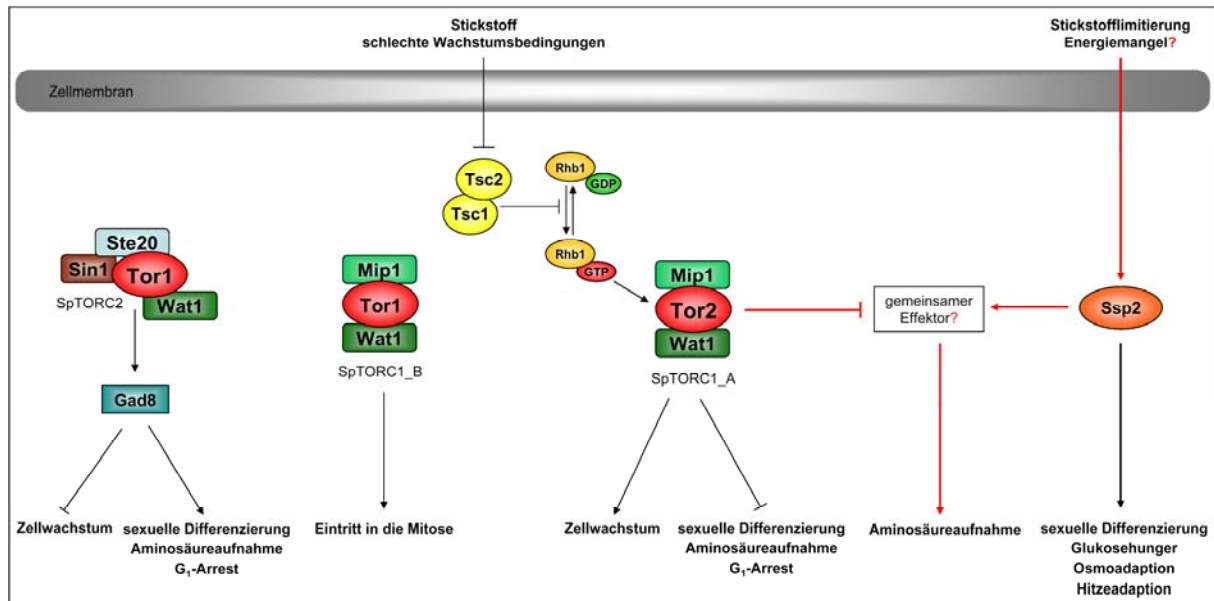 Stickstoff
schlechte Wachstumsbedingungen
Stickstofflimitierung
Energiemangel?
Zellmembran
Tsc2
Tsc1
Rhb1
GDP
Rhb1
GTP
Ste20
Sin1
Tor1
Wat1
SpTORC2
Gad8
Mip1
Tor1
Wat1
SpTORC1_B
Mip1
Tor2
Wat1
SpTORC1_A
gemeinsamer
Effektor?
Ssp2
Zellwachstum
sexuelle Differenzierung
Aminosäureaufnahme
G₁-Arrest
Eintritt in die Mitose
Zellwachstum
sexuelle Differenzierung
Aminosäureaufnahme
G₁-Arrest
Aminosäureaufnahme
sexuelle Differenzierung
Glukosehunger
Osmoadaption
Hitzeadaption